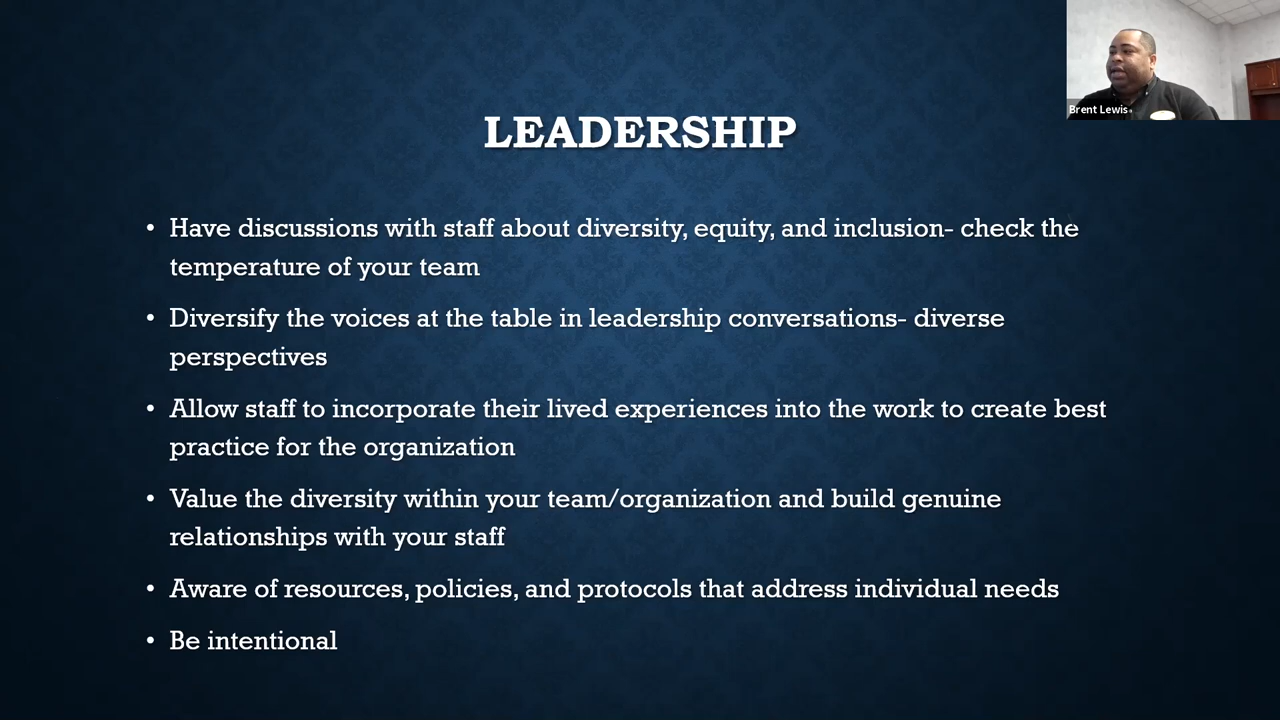 Brent Lewis
LEADERSHIP
• Have discussions with staff about diversity, equity, and inclusion- check the
temperature of your team
• Diversify the voices at the table in leadership conversations- diverse
perspectives
• Allow staff to incorporate their lived experiences into the work to create best
practice for the organization
• Value the diversity within your team/organization and build genuine
relationships with your staff
• Aware of resources, policies, and protocols that address individual needs
• Be intentional